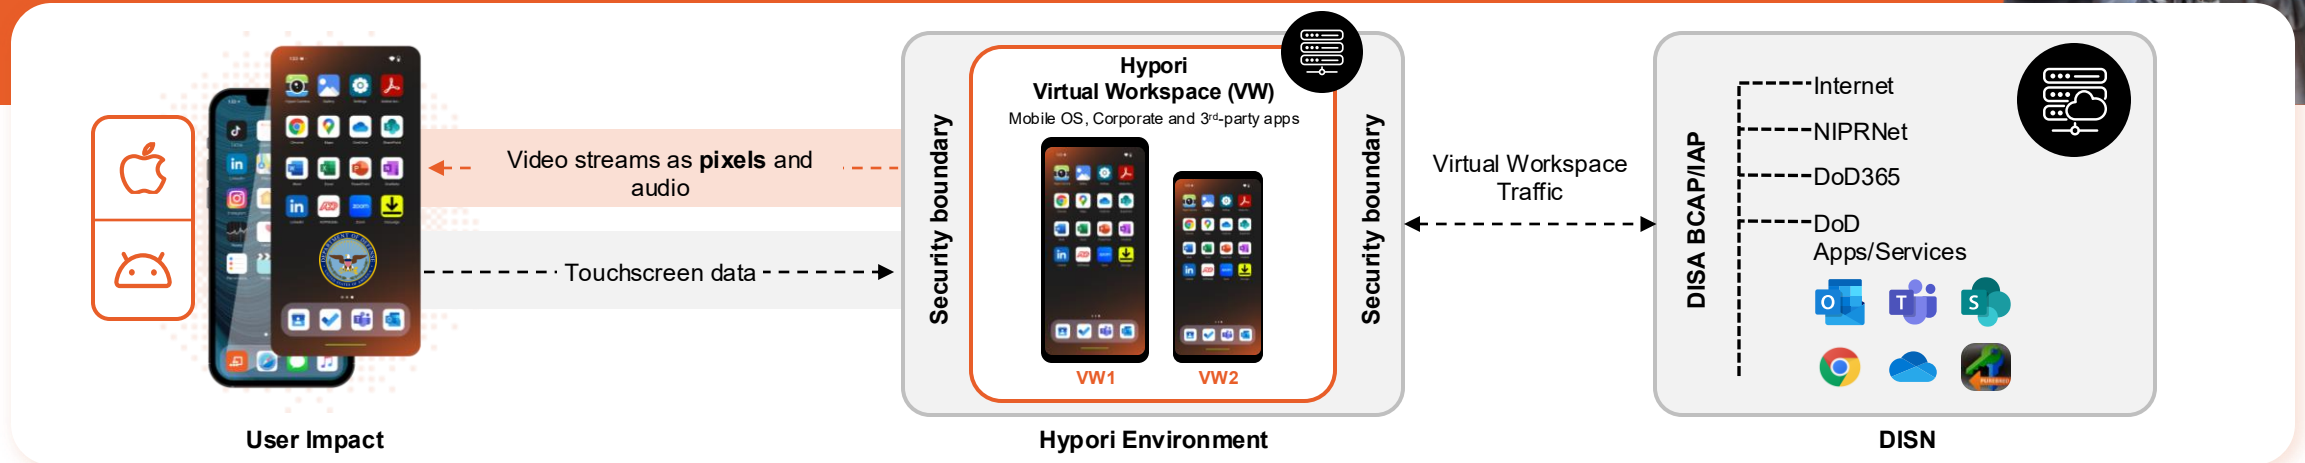 Video streams as pixels and
audio
Touchscreen data
User Impact
Security boundary
Hypori
Virtual Workspace (VW)
Mobile OS, Corporate and 3rd-party apps
VW1
VW2
Security boundary
Hypori Environment
Virtual Workspace
Traffic
DISA BCAP/IAP
Internet
NIPRNet
DoD365
DoD
Apps/Services
DISN